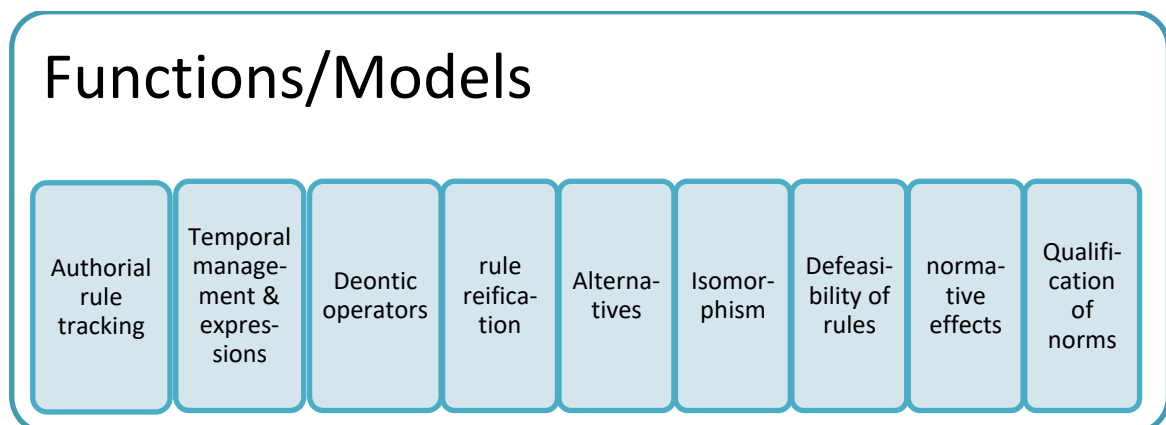 Functions/Models
Authorial
rule
tracking
Temporal
manage-
ment &
expres-
sions
Deontic
operators
rule
reifica-
tion
Alterna-
tives
Isomor-
phism
Defeasi-
bility of
rules
norma-
tive
effects
Qualifi-
cation
of
norms